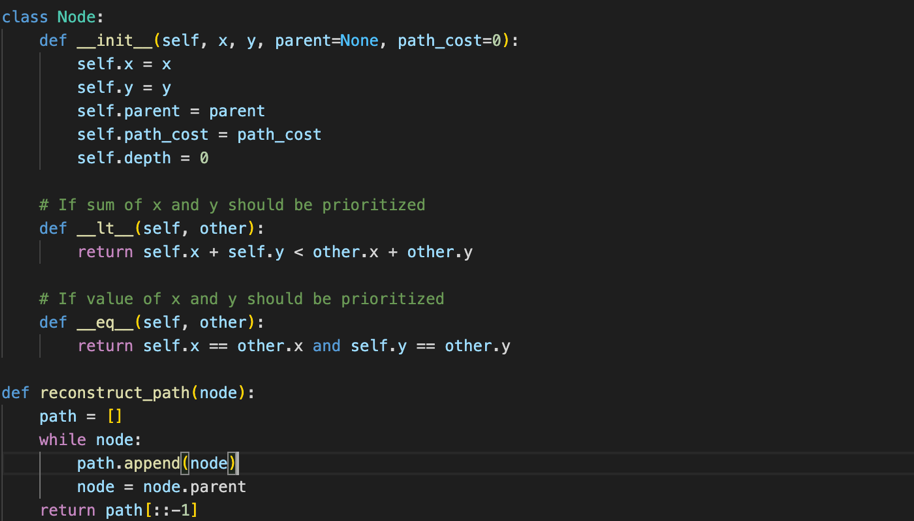 class Node:
    def __init__(self, x, y, parent=None, path_cost=0):
        self.x = x
        self.y = y
        self.parent = parent
        self.path_cost = path_cost
        self.depth = 0

    # If sum of x and y should be prioritized
    def __lt__(self, other):
        return self.x + self.y < other.x + other.y

    # If value of x and y should be prioritized
    def __eq__(self, other):
        return self.x == other.x and self.y == other.y

def reconstruct_path(node):
    path = []
    while node:
        path.append(node)
        node = node.parent
    return path[::-1]